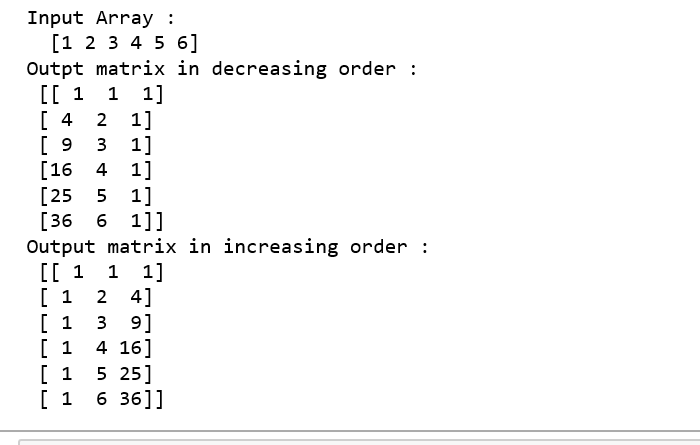 Input Array :
[1 2 3 4 5 6]
Outpt matrix in decreasing order :
[[ 1  1  1]
[ 4  2  1]
[ 9  3  1]
[16  4  1]
[25  5  1]
[36  6  1]]
Output matrix in increasing order :
[[ 1  1  1]
[ 1  2  4]
[ 1  3  9]
[ 1  4 16]
[ 1  5 25]
[ 1  6 36]]